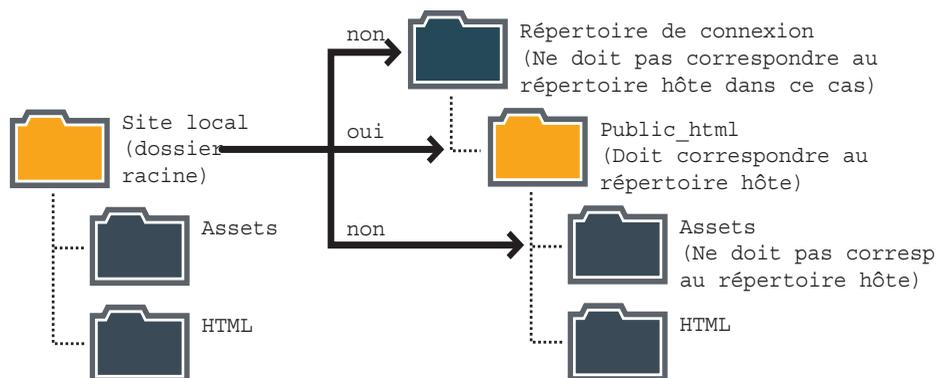 non
Répertoire de connexion
(Ne doit pas correspondre au
répertoire hôte dans ce cas)
Site local
(dossier
racine)
oui
Public_html
(Doit correspondre au
répertoire hôte)
non
Assets
Assets
(Ne doit pas corresp
au répertoire hôte)
HTML
HTML